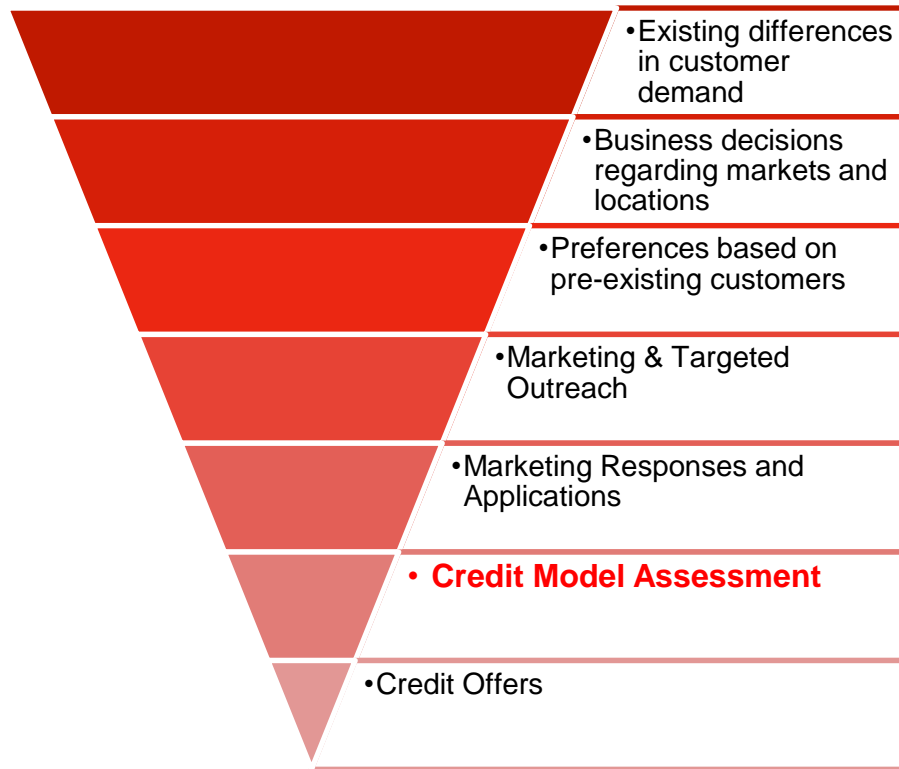 •Existing differences
in customer
demand
•Business decisions
regarding markets and
locations
•Preferences based on
pre-existing customers
•Marketing & Targeted
Outreach
•Marketing Responses and
Applications
• Credit Model Assessment
•Credit Offers